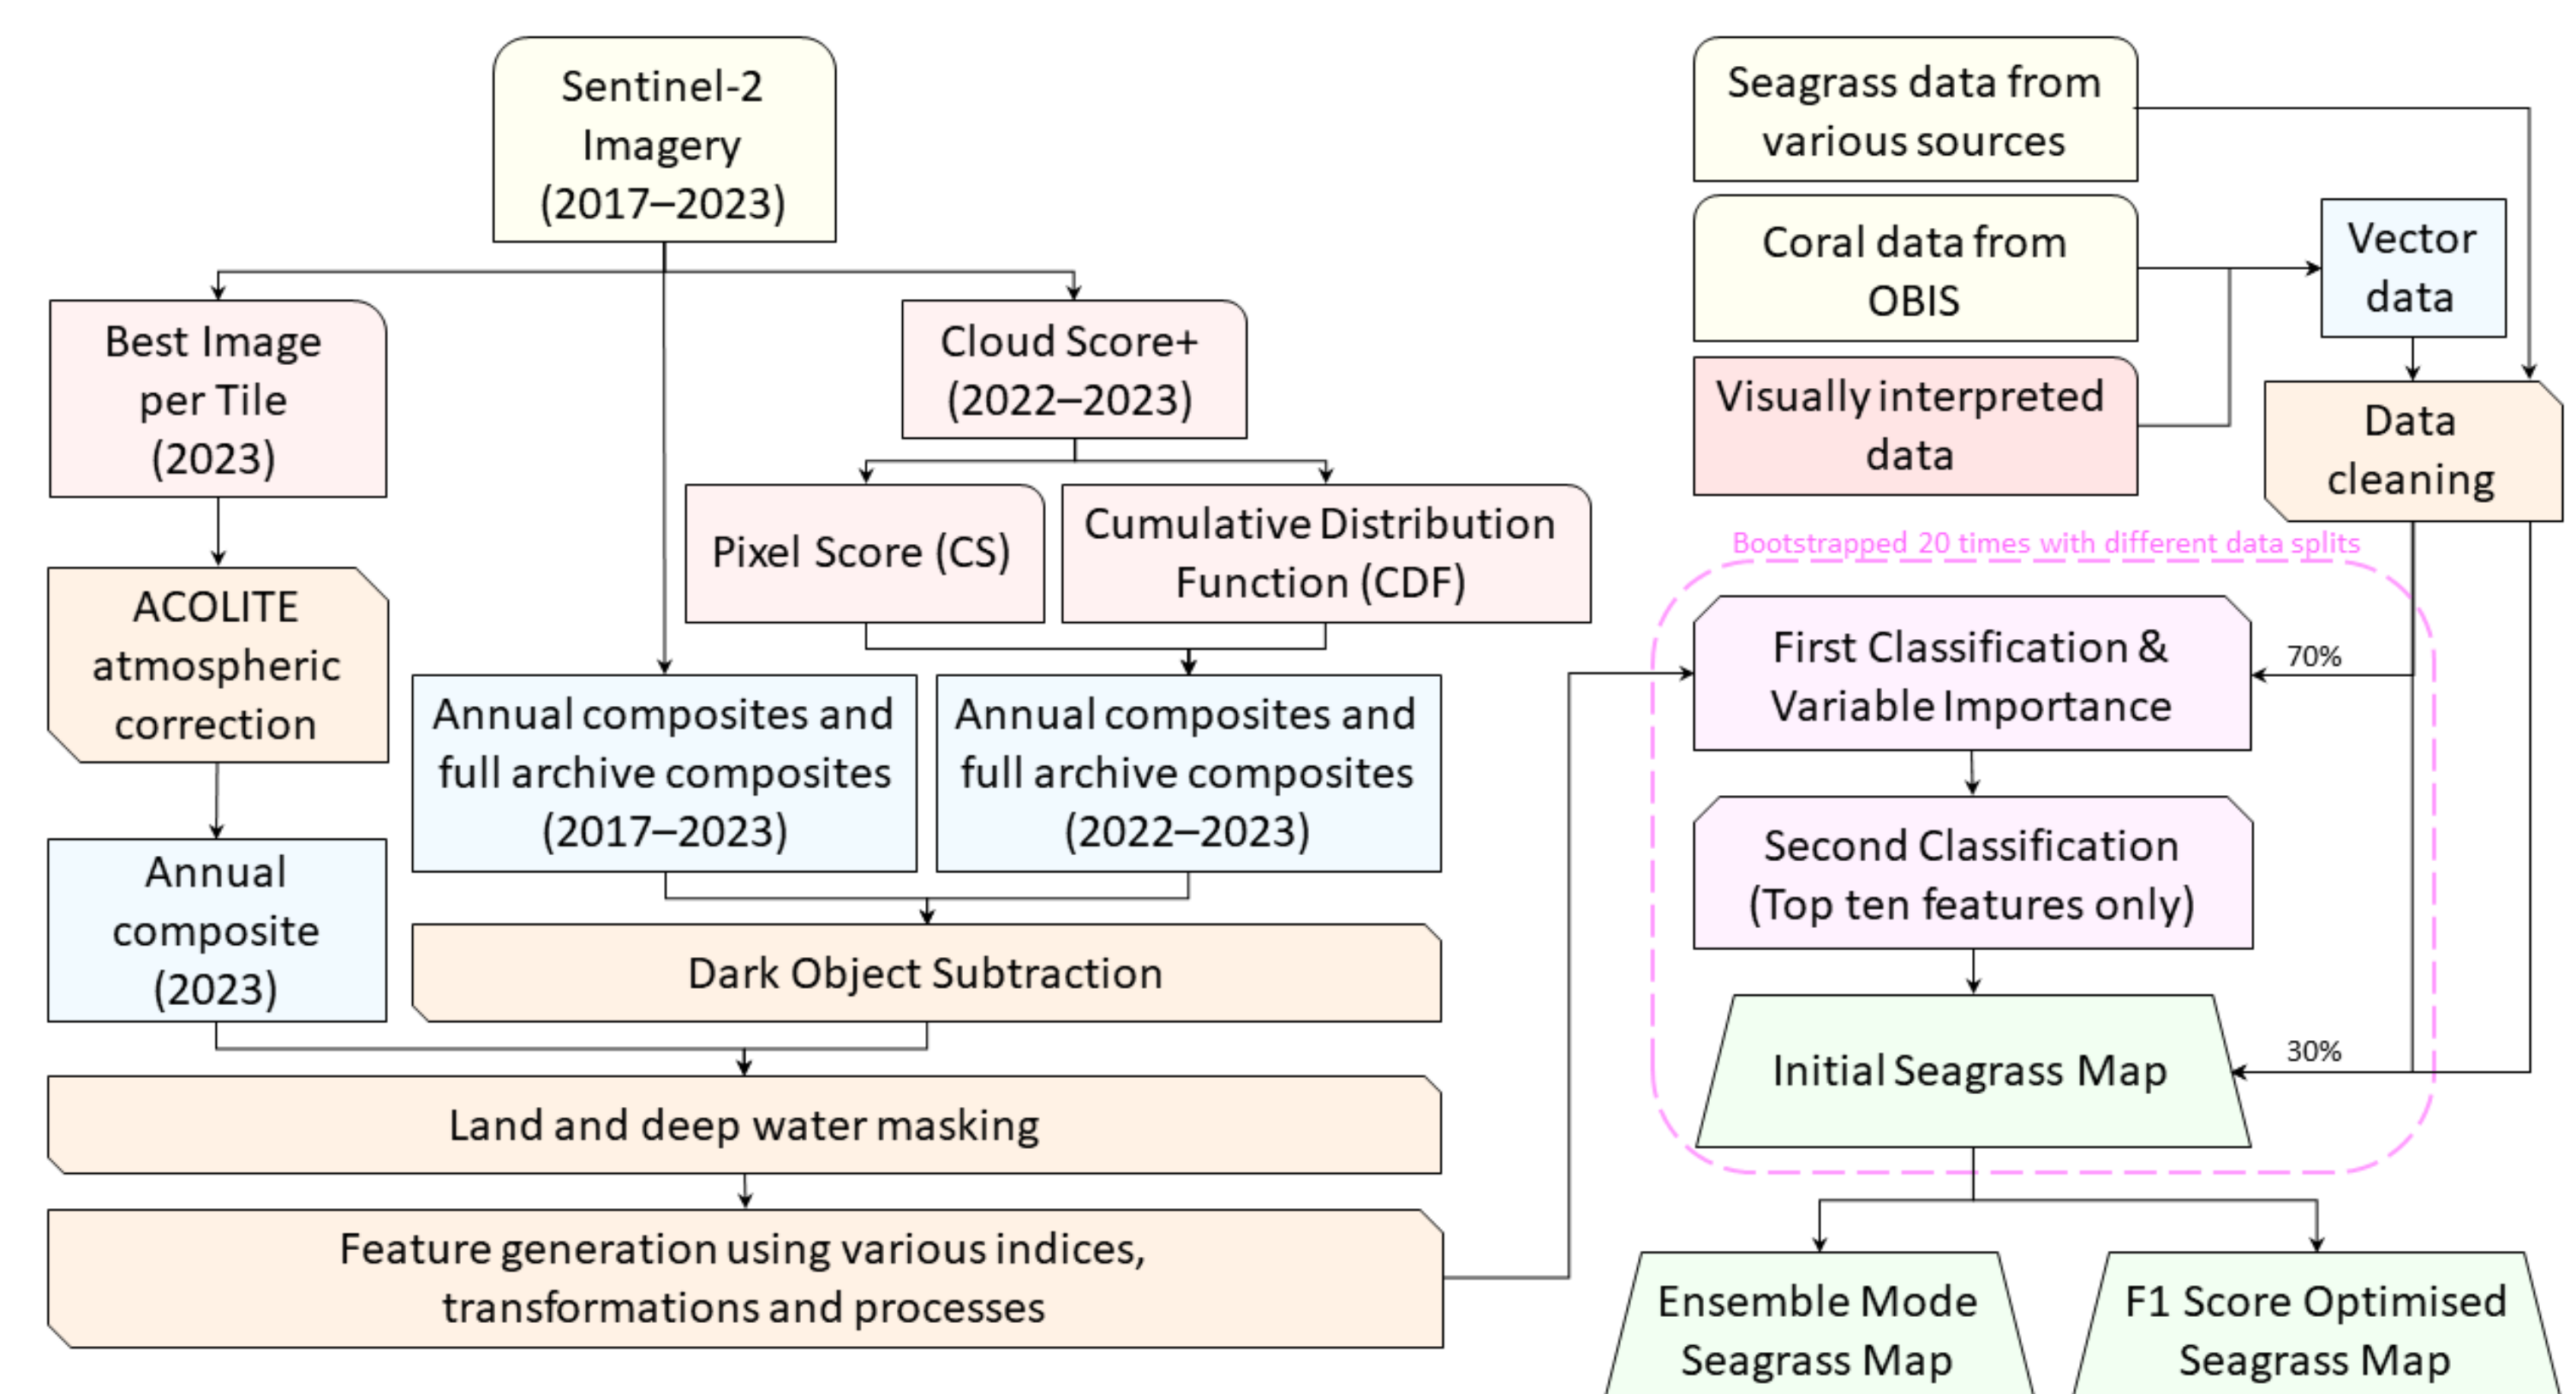 Sentinel-2
Imagery
(2017–2023)
Best Image
per Tile
(2023)
Cloud Score+
(2022–2023)
Pixel Score (CS)
Cumulative Distribution
Function (CDF)
ACOLITE
atmospheric
correction
Annual composites and
full archive composites
(2017–2023)
Annual composites and
full archive composites
(2022–2023)
Annual
composite
(2023)
Dark Object Subtraction
Land and deep water masking
Feature generation using various indices,
transformations and processes
Seagrass data from
various sources
Coral data from
OBIS
Visually interpreted
data
Vector
data
Data
cleaning
Bootstrapped 20 times with different data splits
First Classification &
Variable Importance
70%
Second Classification
(Top ten features only)
Initial Seagrass Map
30%
Ensemble Mode
Seagrass Map
F1 Score Optimised
Seagrass Map